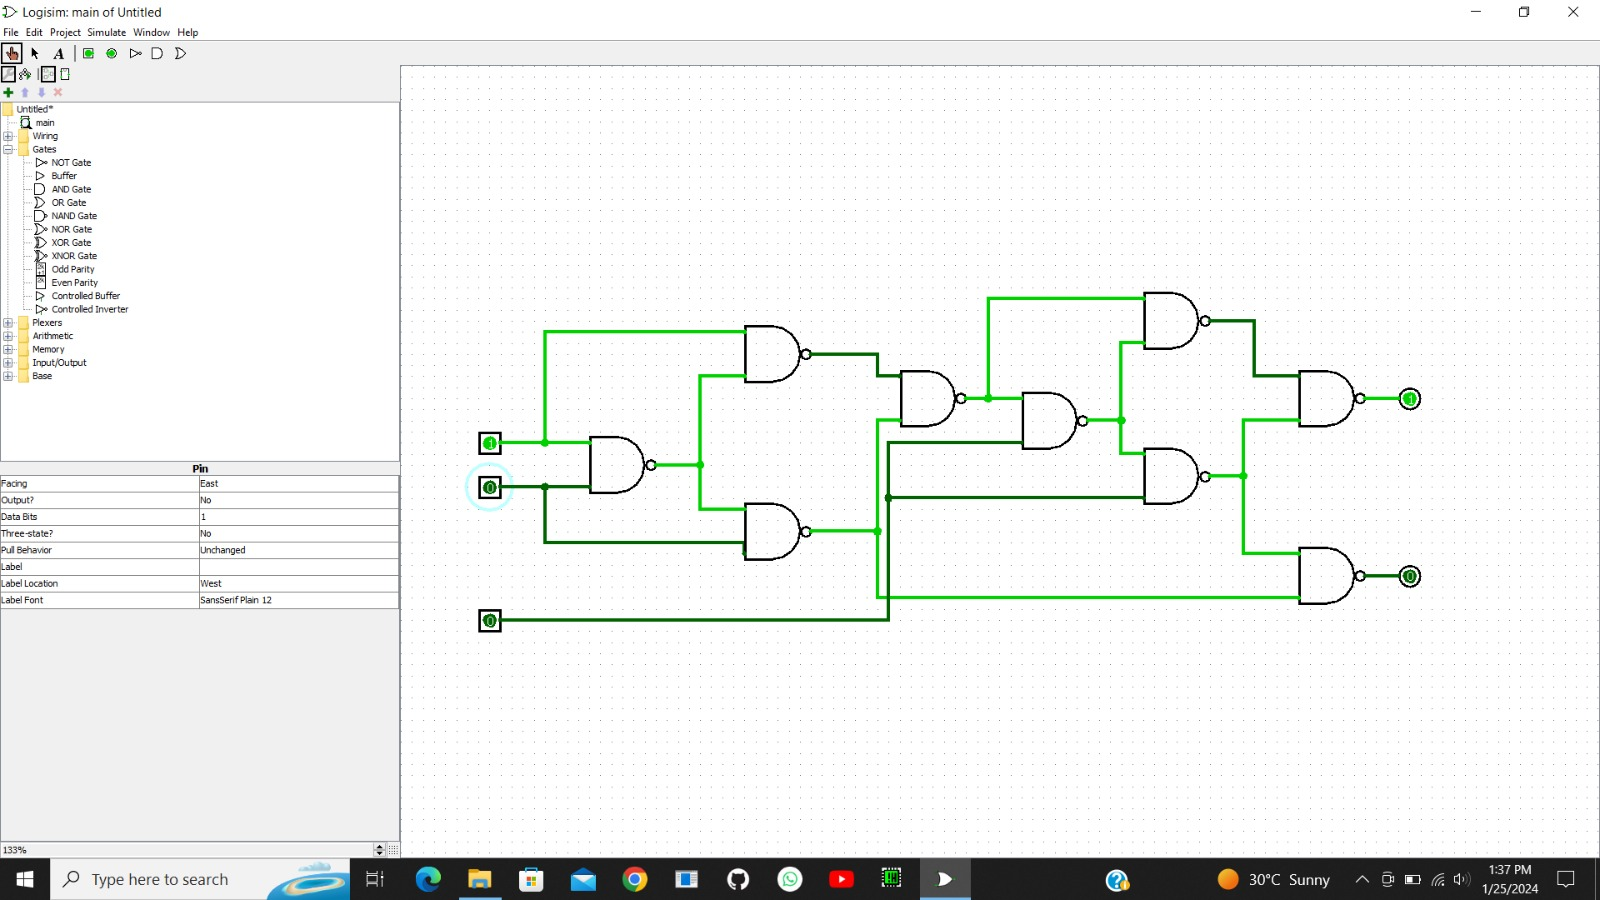 Logisim: main of Untitled
File Edit Project Simulate Window Help
A
Untitled*
main
Wiring
Gates
NOT Gate
Buffer
AND Gate
OR Gate
NAND Gate
NOR Gate
XOR Gate
XNOR Gate
Odd Parity
Even Parity
Controlled Buffer
Controlled Inverter
Plexers
Arithmetic
Memory
Input/Output
Base
Pin
Facing East
Output? No
Data Bits 1
Three-state? No
Pull Behavior Unchanged
Label
Label Location West
Label Font SansSerif Plain 12
133%
1
0
0
1
0
Type here to search
30°C Sunny
1:37 PM
1/25/2024